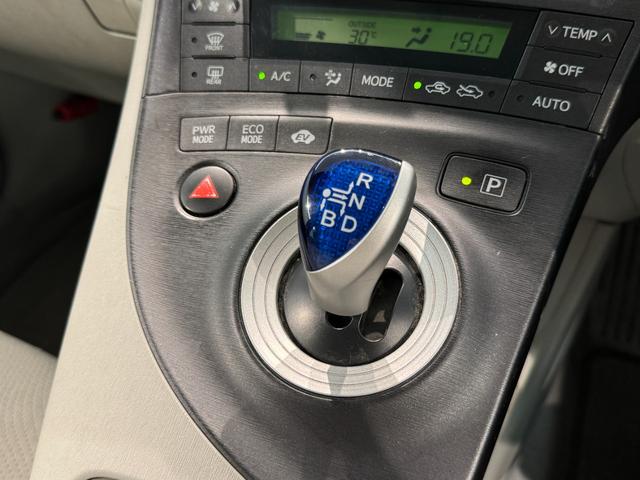 OUTSIDE
30°C 19.0
FRONT
REAR
A/C
MODE
TEMP
OFF
AUTO
PWR MODE
ECO MODE
EV
P
R
N
B D